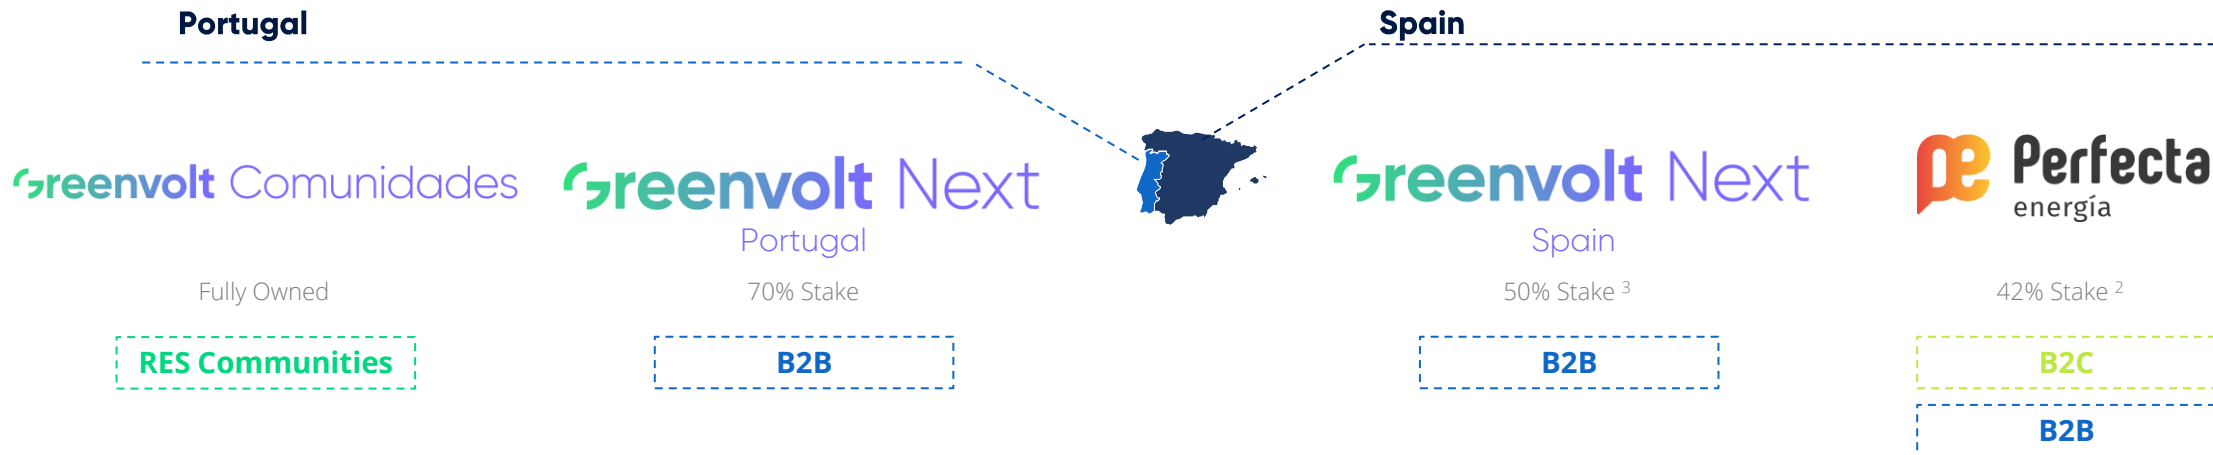 Portugal
Greenvolt Comunidades
Fully Owned
RES Communities
Greenvolt Next
Portugal
70% Stake
B2B
Spain
Greenvolt Next
Spain
50% Stake 3
B2B
Perfecta
energía
42% Stake 2
B2C
B2B